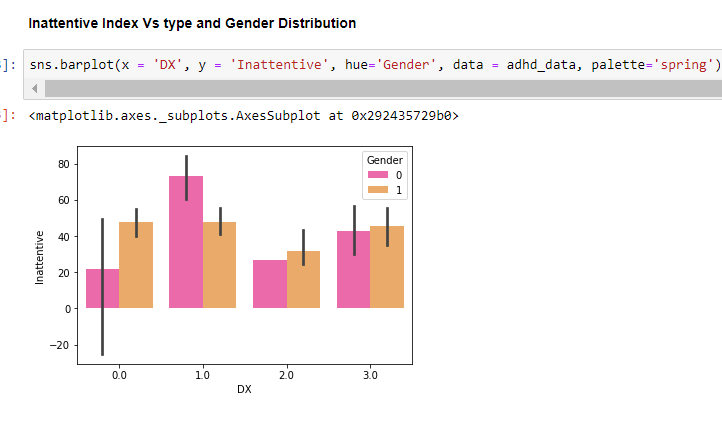 Inattentive Index Vs type and Gender Distribution
]: sns.barplot(x = 'DX', y = 'Inattentive', hue='Gender', data = adhd_data, palette='spring')
]: <matplotlib.axes._subplots.AxesSubplot at 0x292435729b0>
Gender
0
1
80
60
40
20
0
−20
Inattentive
0.0 1.0 2.0 3.0
DX